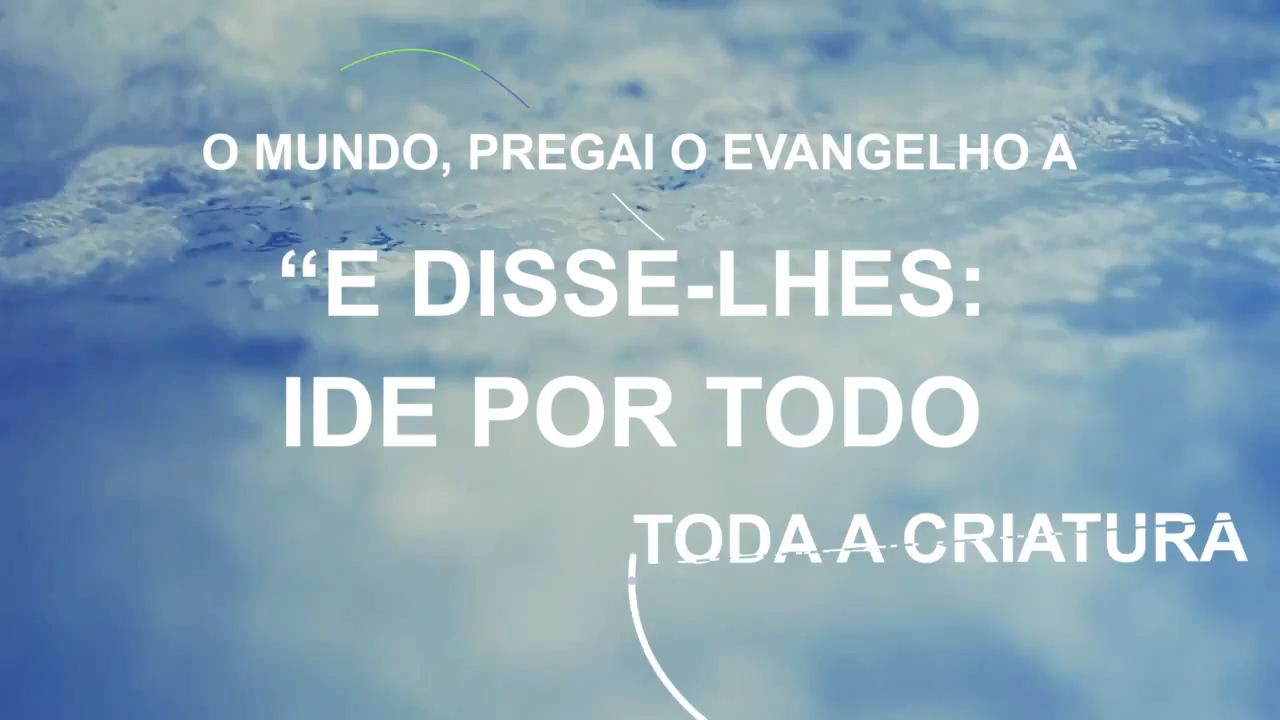 O MUNDO, PREGAI O EVANGELHO A
“E DISSE-LHES:
IDE POR TODO
TODA A CRIATURA